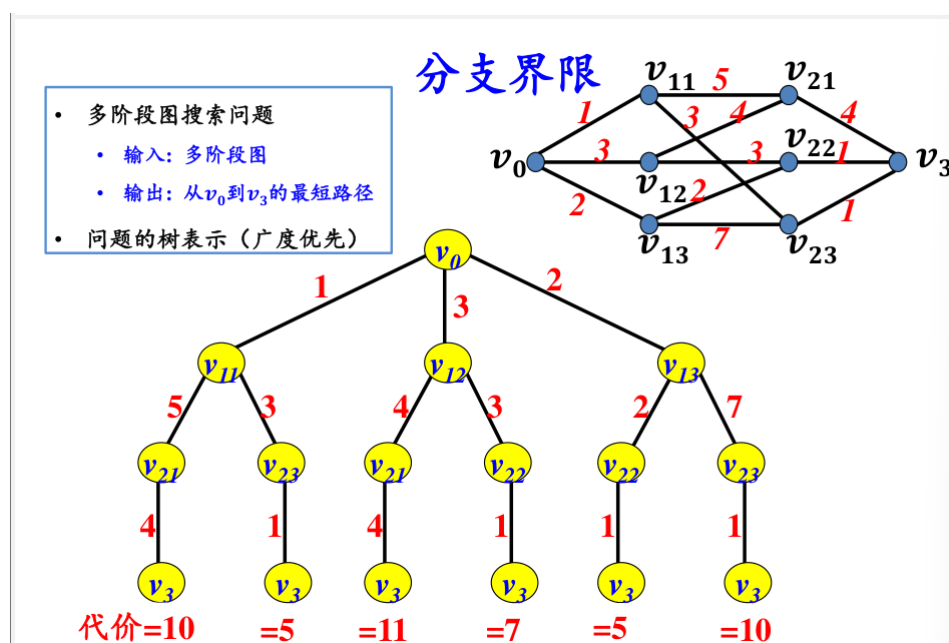 分支界限
• 多阶段图搜索问题
• 输入：多阶段图
• 输出：从v₀到v₃的最短路径
• 问题的树表示（广度优先）
v₁₁ 5 v₂₁
1 3 4 4
v₀ 3 v₁₂ 3 v₂₂ 1 v₃
2 2 1
v₁₃ 7 v₂₃
v₀
1 3 2
v₁₁ v₁₂ v₁₃
5 3 4 3 2 7
v₂₁ v₂₃ v₂₁ v₂₂ v₂₂ v₂₃
4 1 4 1 1 1
v₃ v₃ v₃ v₃ v₃ v₃
代价=10 =5 =11 =7 =5 =10